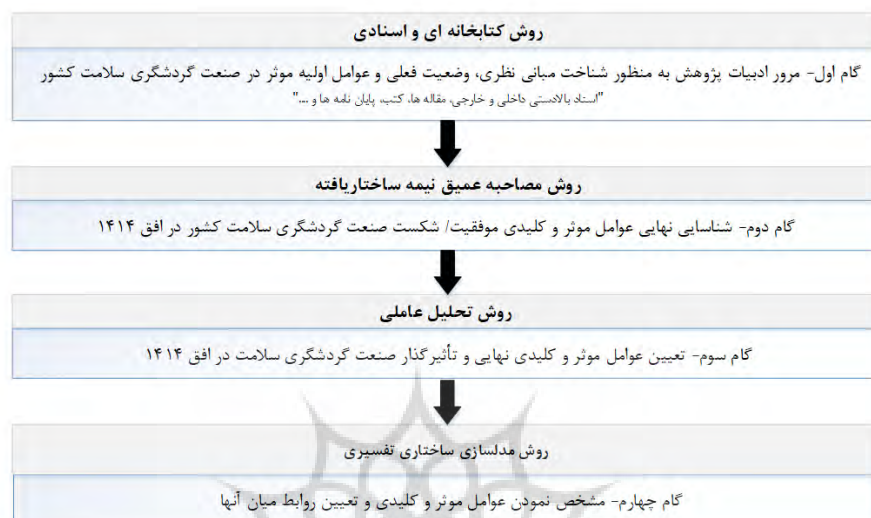 روش کتابخانه ای و اسنادی
گام اول- مرور ادبیات پژوهش به منظور شناخت مبانی نظری، وضعیت فعلی و عوامل اولیه موثر در صنعت گردشگری سلامت کشور
"اسناد بالادستی داخلی و خارجی، مقاله ها، کتب، پایان نامه ها و ...."
روش مصاحبه عمیق نیمه ساختاریافته
گام دوم- شناسایی نهایی عوامل موثر و کلیدی موفقیت/ شکست صنعت گردشگری سلامت کشور در افق ۱۴۱۴
روش تحلیل عاملی
گام سوم- تعیین عوامل موثر و کلیدی نهایی و تأثیرگذار صنعت گردشگری سلامت در افق ۱۴۱۴
روش مدلسازی ساختاری تفسیری
گام چهارم- مشخص نمودن عوامل موثر و کلیدی و تعیین روابط میان آنها